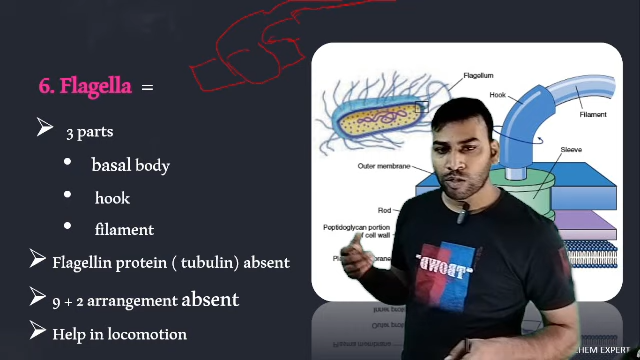 6. Flagella =
3 parts
basal body
hook
filament
Flagellin protein ( tubulin) absent
9 + 2 arrangement absent
Help in locomotion
Flagellum
Hook
Filament
Sleeve
Outer membrane
Rod
Peptidoglycan portion
of cell wall
CHEM EXPERT